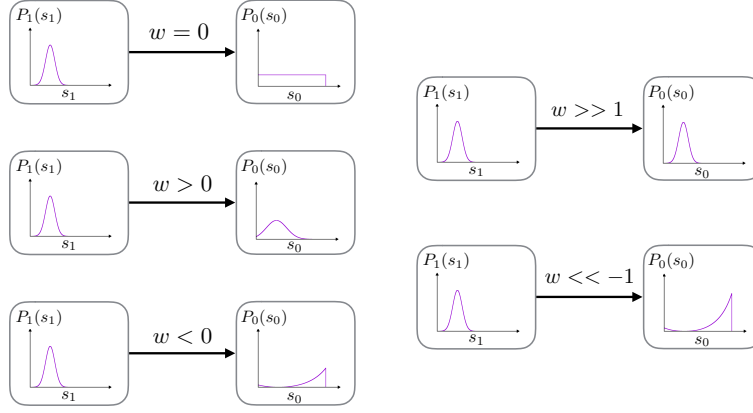 P₁(s₁)
s₁
w = 0
P₀(s₀)
s₀
P₁(s₁)
s₁
w > 0
P₀(s₀)
s₀
P₁(s₁)
s₁
w < 0
P₀(s₀)
s₀
P₁(s₁)
s₁
w >> 1
P₀(s₀)
s₀
P₁(s₁)
s₁
w << −1
P₀(s₀)
s₀